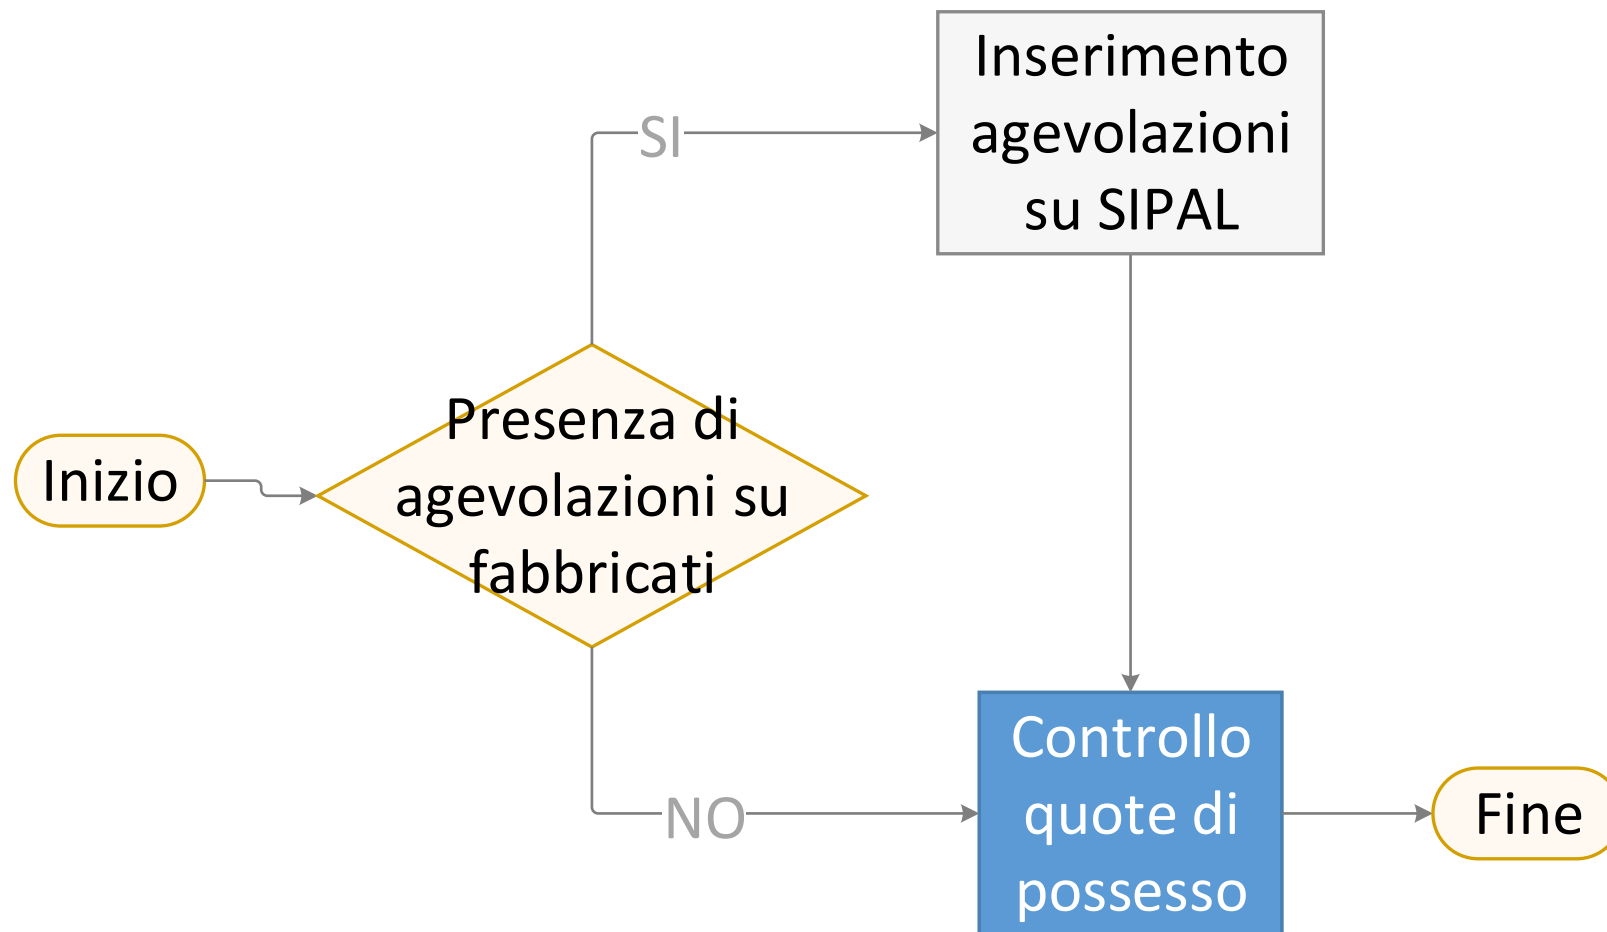 Inserimento
agevolazioni
su SIPAL
SI
Presenza di
agevolazioni su
fabbricati
Inizio
NO
Controllo
quote di
possesso
Fine